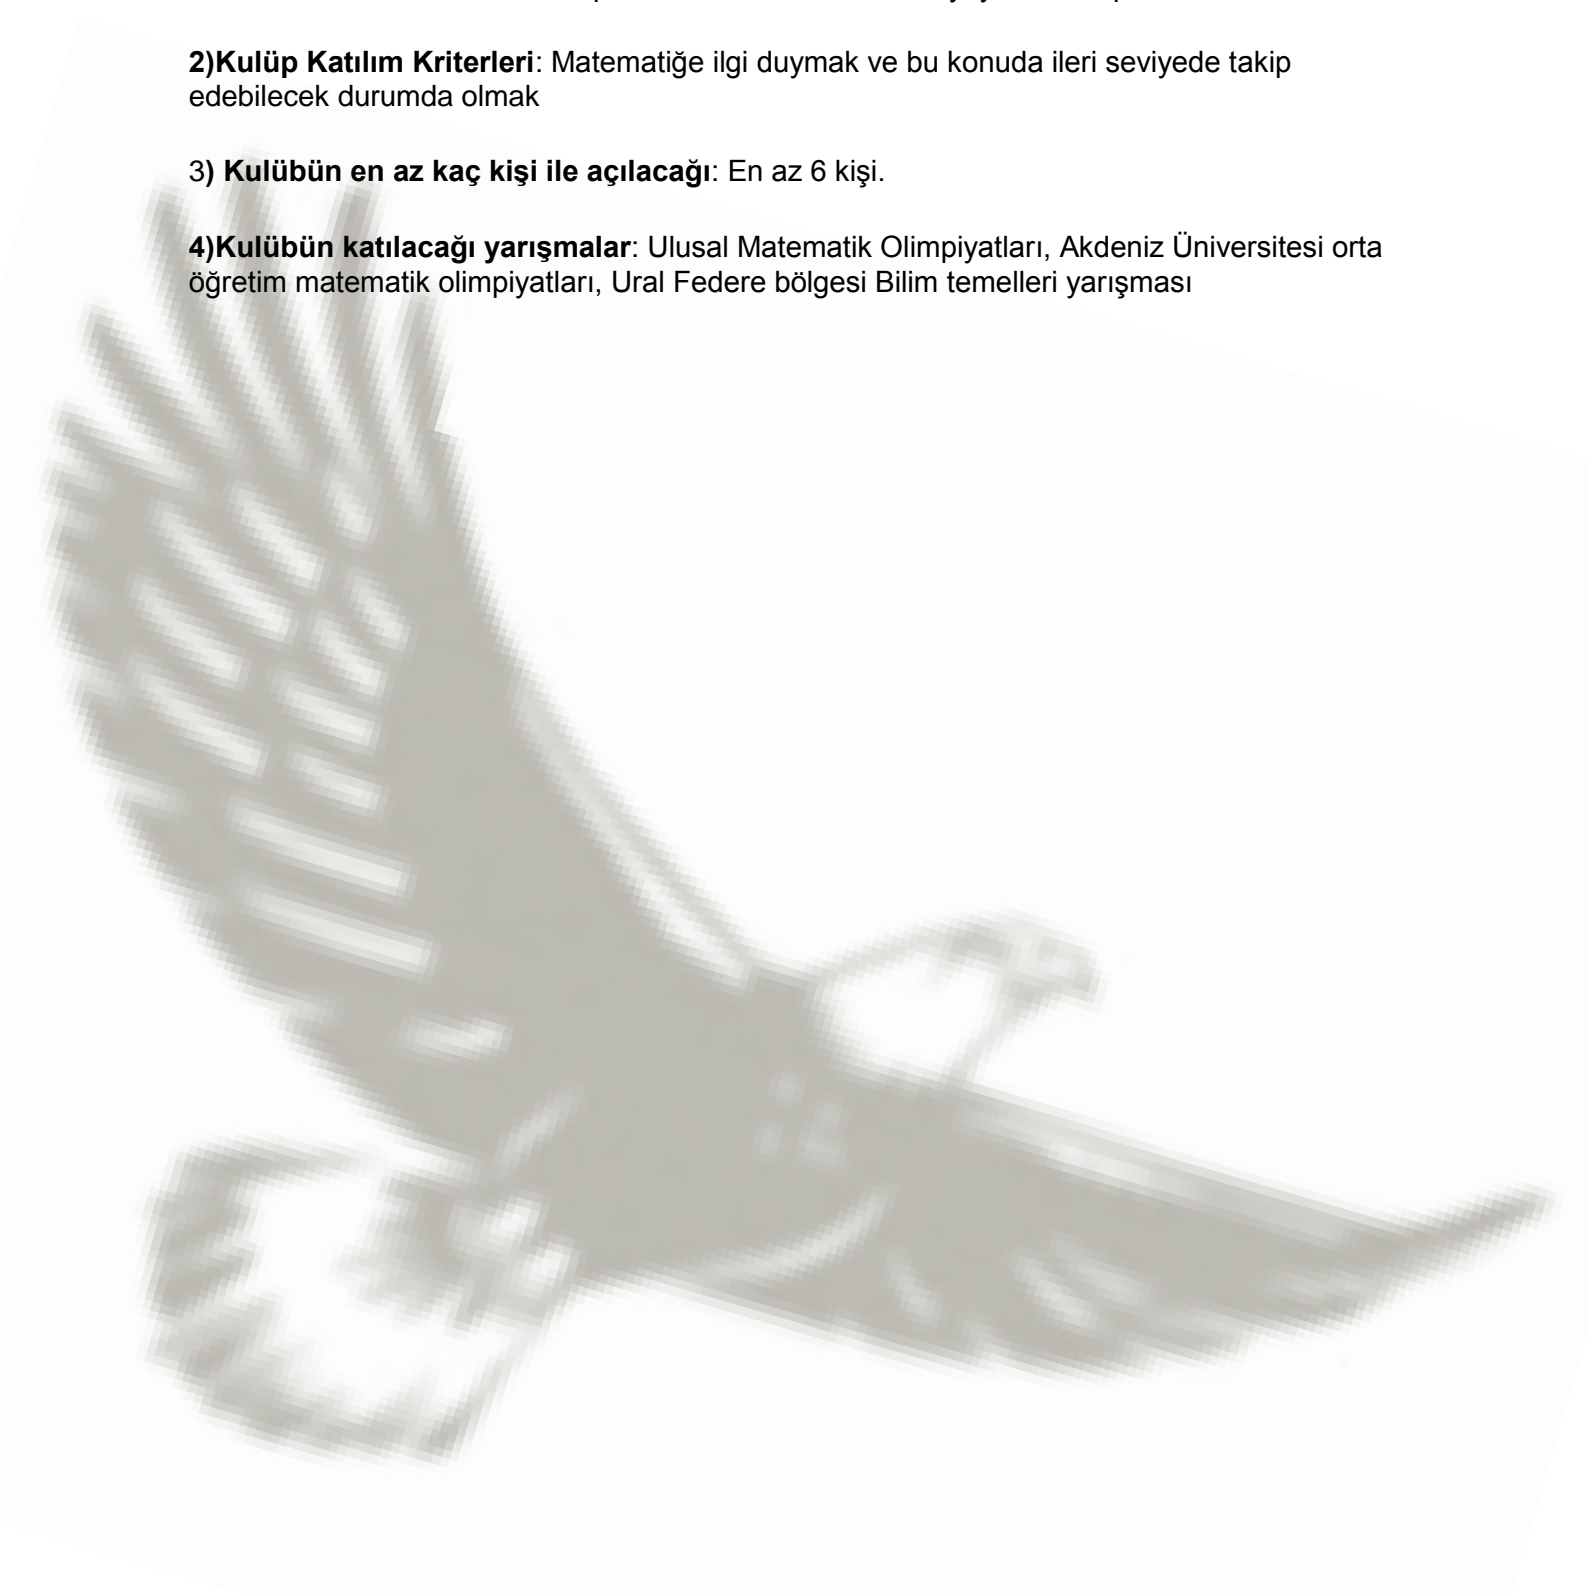 2)Kulüp Katılım Kriterleri: Matematiğe ilgi duymak ve bu konuda ileri seviyede takip
edebilecek durumda olmak
3) Kulübün en az kaç kişi ile açılacağı: En az 6 kişi.
4)Kulübün katılacağı yarışmalar: Ulusal Matematik Olimpiyatları, Akdeniz Üniversitesi orta
öğretim matematik olimpiyatları, Ural Federe bölgesi Bilim temelleri yarışması